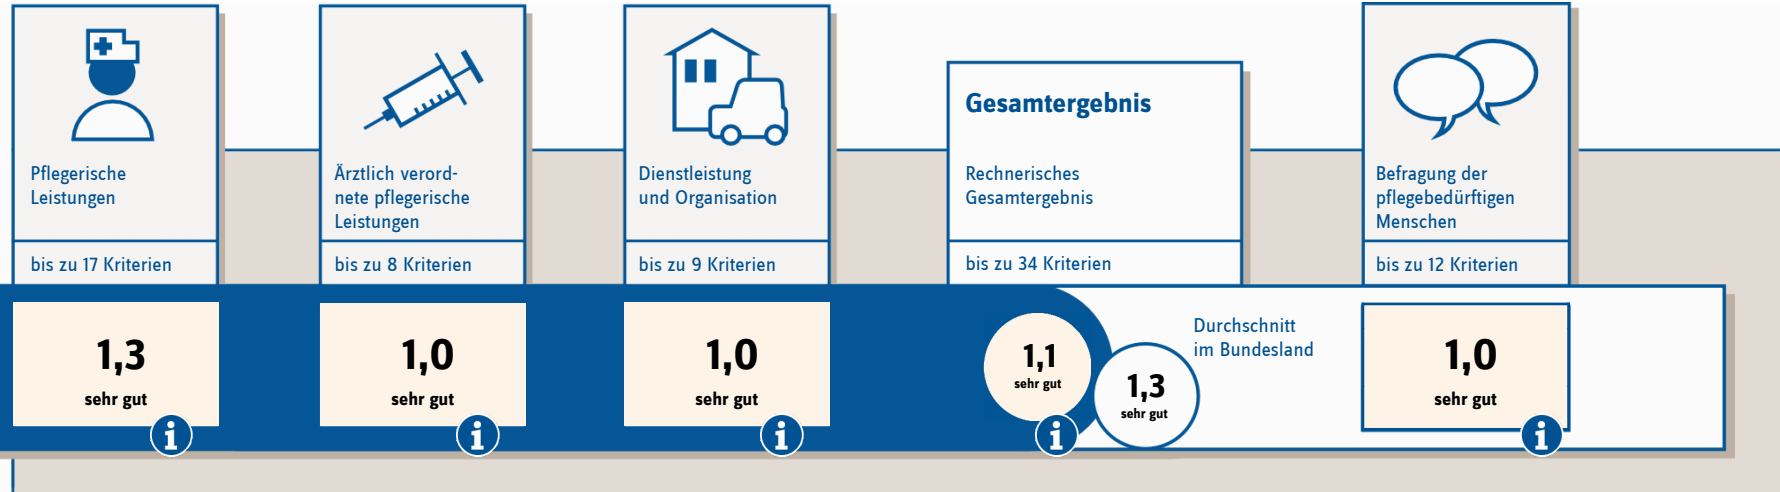 Pflegerische
Leistungen
bis zu 17 Kriterien
1,3
sehr gut
i
Ärztlich verord-
nete pflegerische
Leistungen
bis zu 8 Kriterien
1,0
sehr gut
i
Dienstleistung
und Organisation
bis zu 9 Kriterien
1,0
sehr gut
i
Gesamtergebnis
Rechnerisches
Gesamtergebnis
bis zu 34 Kriterien
1,1
sehr gut
i
1,3
sehr gut
Durchschnitt
im Bundesland
Befragung der
pflegebedürftigen
Menschen
bis zu 12 Kriterien
1,0
sehr gut
i